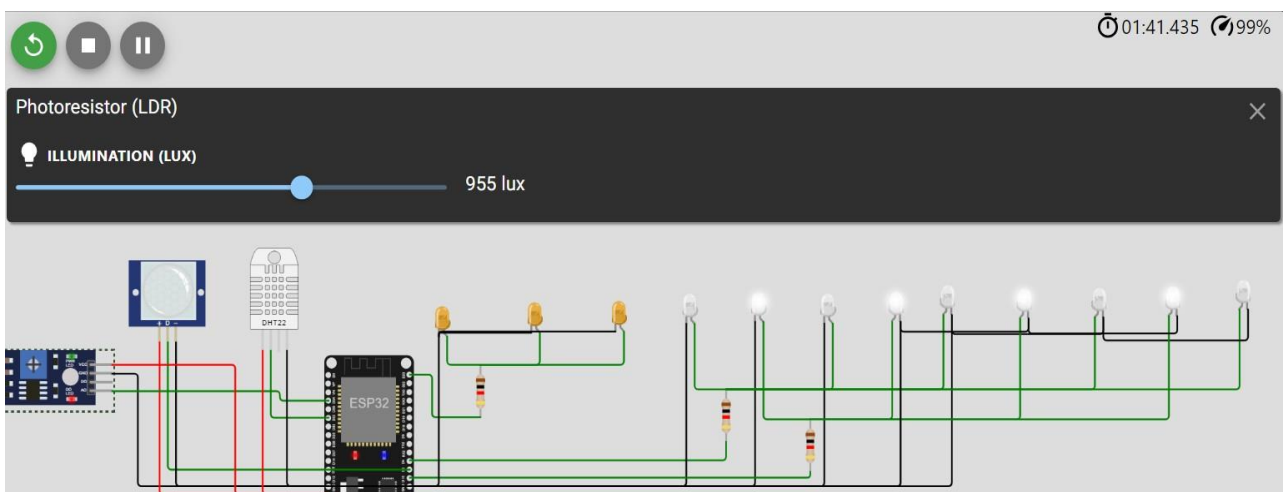 01:41.435 99%
Photoresistor (LDR)
ILLUMINATION (LUX)
955 lux
+ D -
DHT22
ESP32